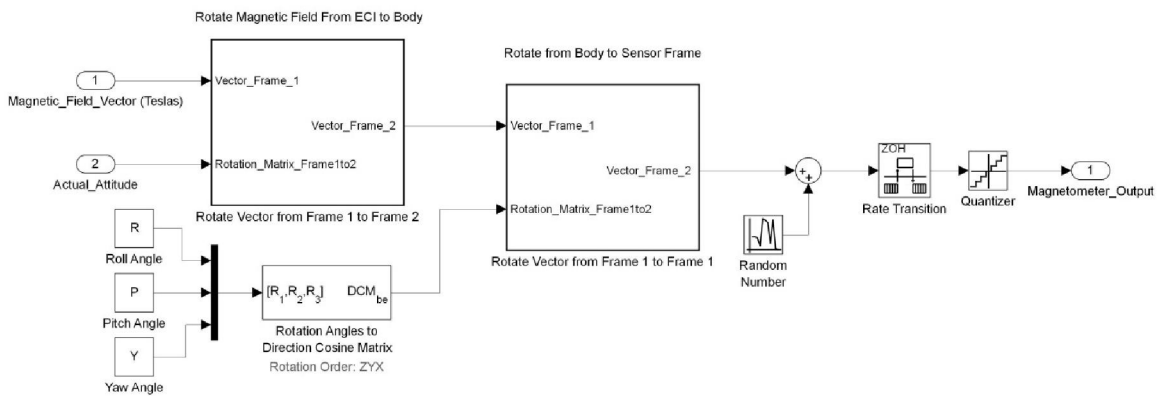 Rotate Magnetic Field From ECI to Body
1
Magnetic_Field_Vector (Teslas)
2
Actual_Attitude
Vector_Frame_1
Vector_Frame_2
Rotation_Matrix_Frame1to2
Rotate Vector from Frame 1 to Frame 2
Rotate from Body to Sensor Frame
Vector_Frame_1
Vector_Frame_2
Rotation_Matrix_Frame1to2
Rotate Vector from Frame 1 to Frame 1
R
Roll Angle
P
Pitch Angle
Y
Yaw Angle
[R1,R2,R3]
DCMbe
Rotation Angles to
Direction Cosine Matrix
Rotation Order: ZYX
+
+
Random
Number
ZOH
Rate Transition
Quantizer
1
Magnetometer_Output